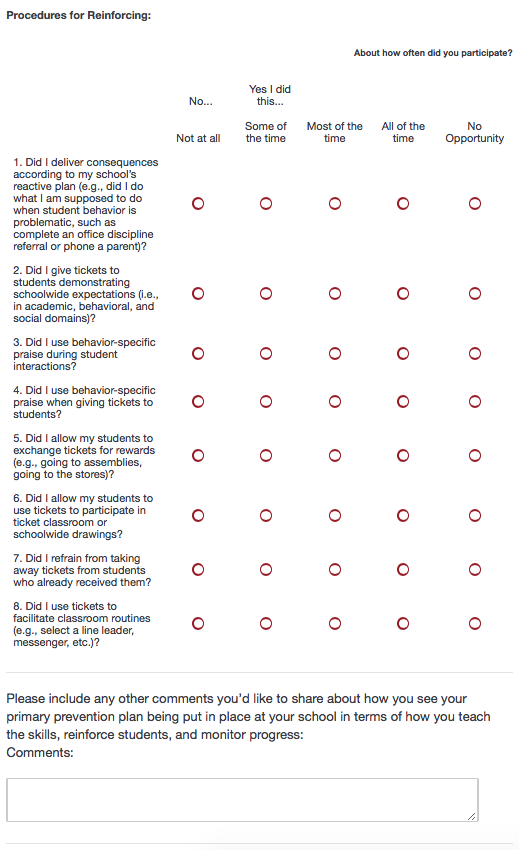 Procedures for Reinforcing:
About how often did you participate?
No...
Yes I did
this...
Not at all
Some of
the time
Most of the
time
All of the
time
No
Opportunity
1. Did I deliver consequences
according to my school's
reactive plan (e.g., did I do
what I am supposed to do
when student behavior is
problematic, such as
complete an office discipline
referral or phone a parent)?
2. Did I give tickets to
students demonstrating
schoolwide expectations (i.e.,
in academic, behavioral, and
social domains)?
3. Did I use behavior-specific
praise during student
interactions?
4. Did I use behavior-specific
praise when giving tickets to
students?
5. Did I allow my students to
exchange tickets for rewards
(e.g., going to assemblies,
going to the stores)?
6. Did I allow my students to
use tickets to participate in
ticket classroom or
schoolwide drawings?
7. Did I refrain from taking
away tickets from students
who already received them?
8. Did I use tickets to
facilitate classroom routines
(e.g., select a line leader,
messenger, etc.)?
Please include any other comments you'd like to share about how you see your
primary prevention plan being put in place at your school in terms of how you teach
the skills, reinforce students, and monitor progress:
Comments: